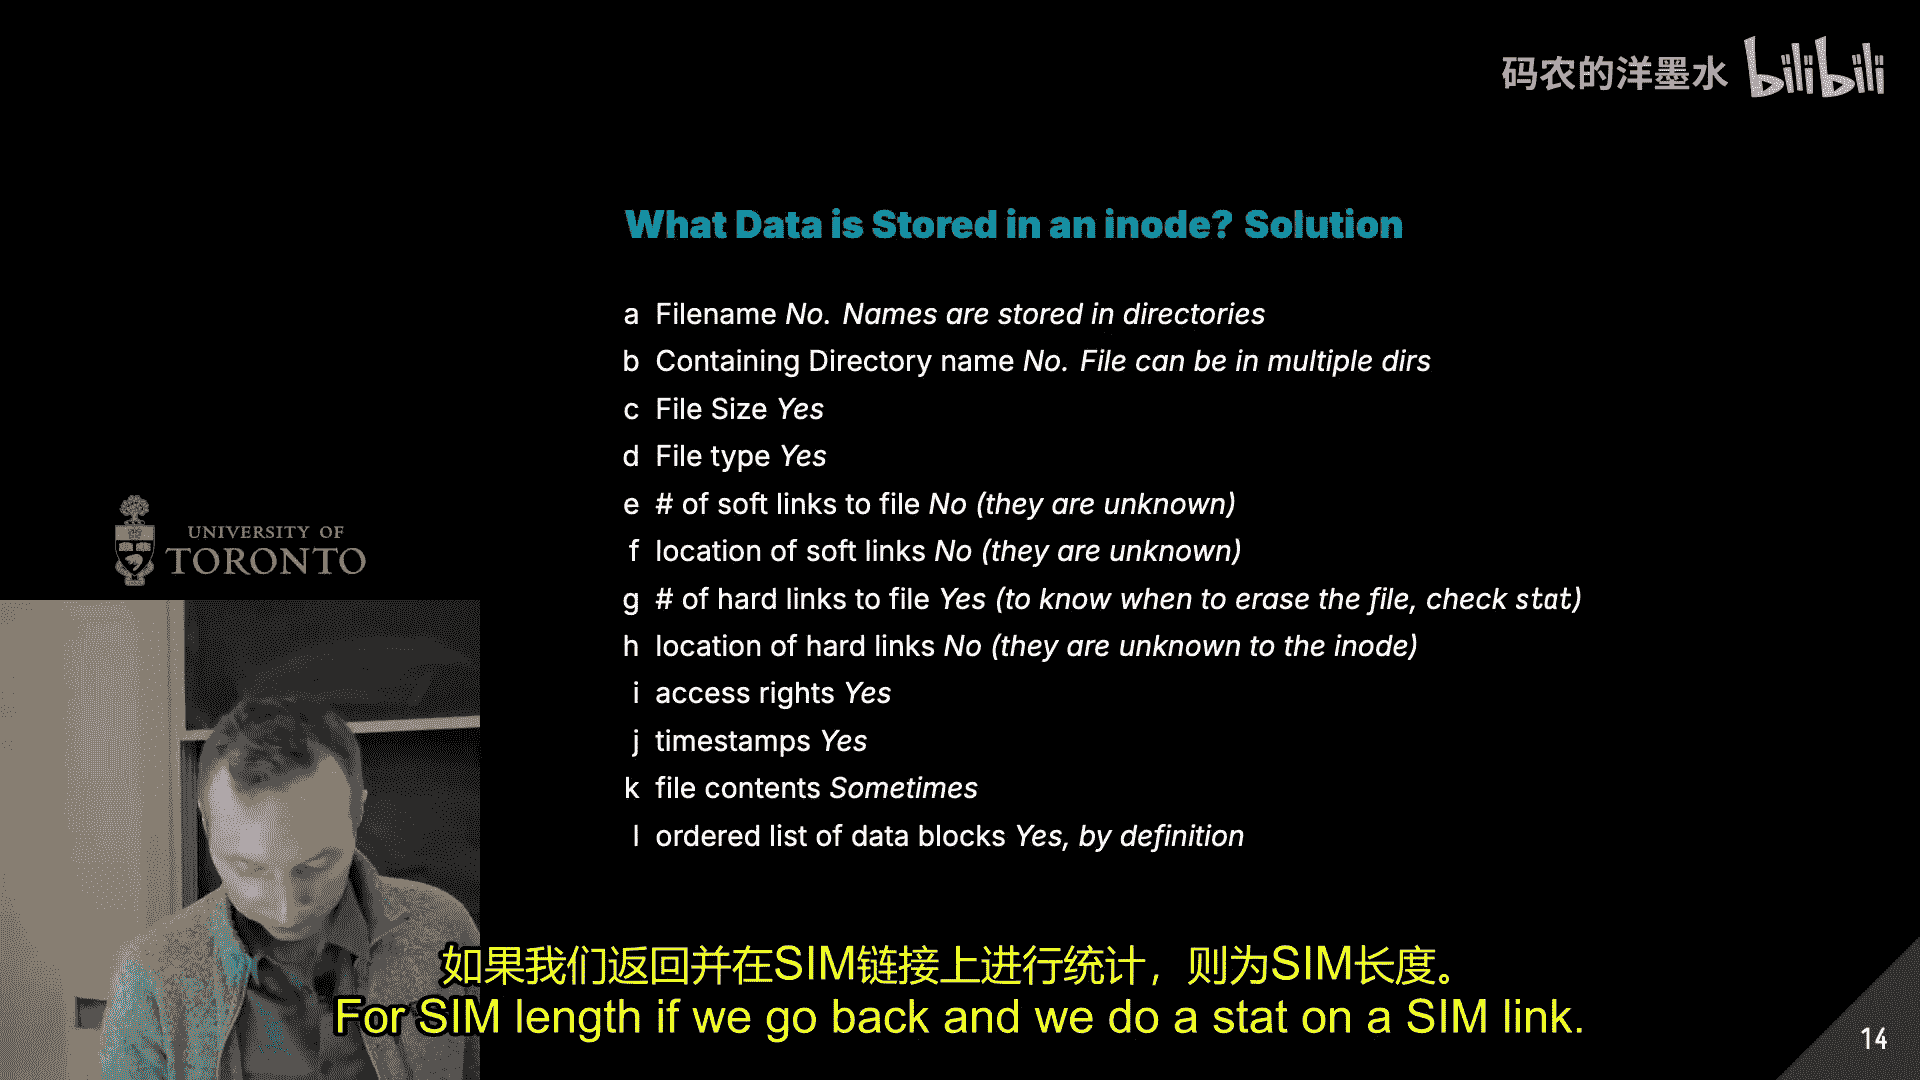 码农的洋墨水 bilibili
What Data is Stored in an inode? Solution
a Filename No. Names are stored in directories
b Containing Directory name No. File can be in multiple dirs
c File Size Yes
d File type Yes
e # of soft links to file No (they are unknown)
f location of soft links No (they are unknown)
g # of hard links to file Yes (to know when to erase the file, check stat)
h location of hard links No (they are unknown to the inode)
i access rights Yes
j timestamps Yes
k file contents Sometimes
l ordered list of data blocks Yes, by definition
UNIVERSITY OF
TORONTO
如果我们返回并在SIM链接上进行统计，则为SIM长度。
For SIM length if we go back and we do a stat on a SIM link.
14